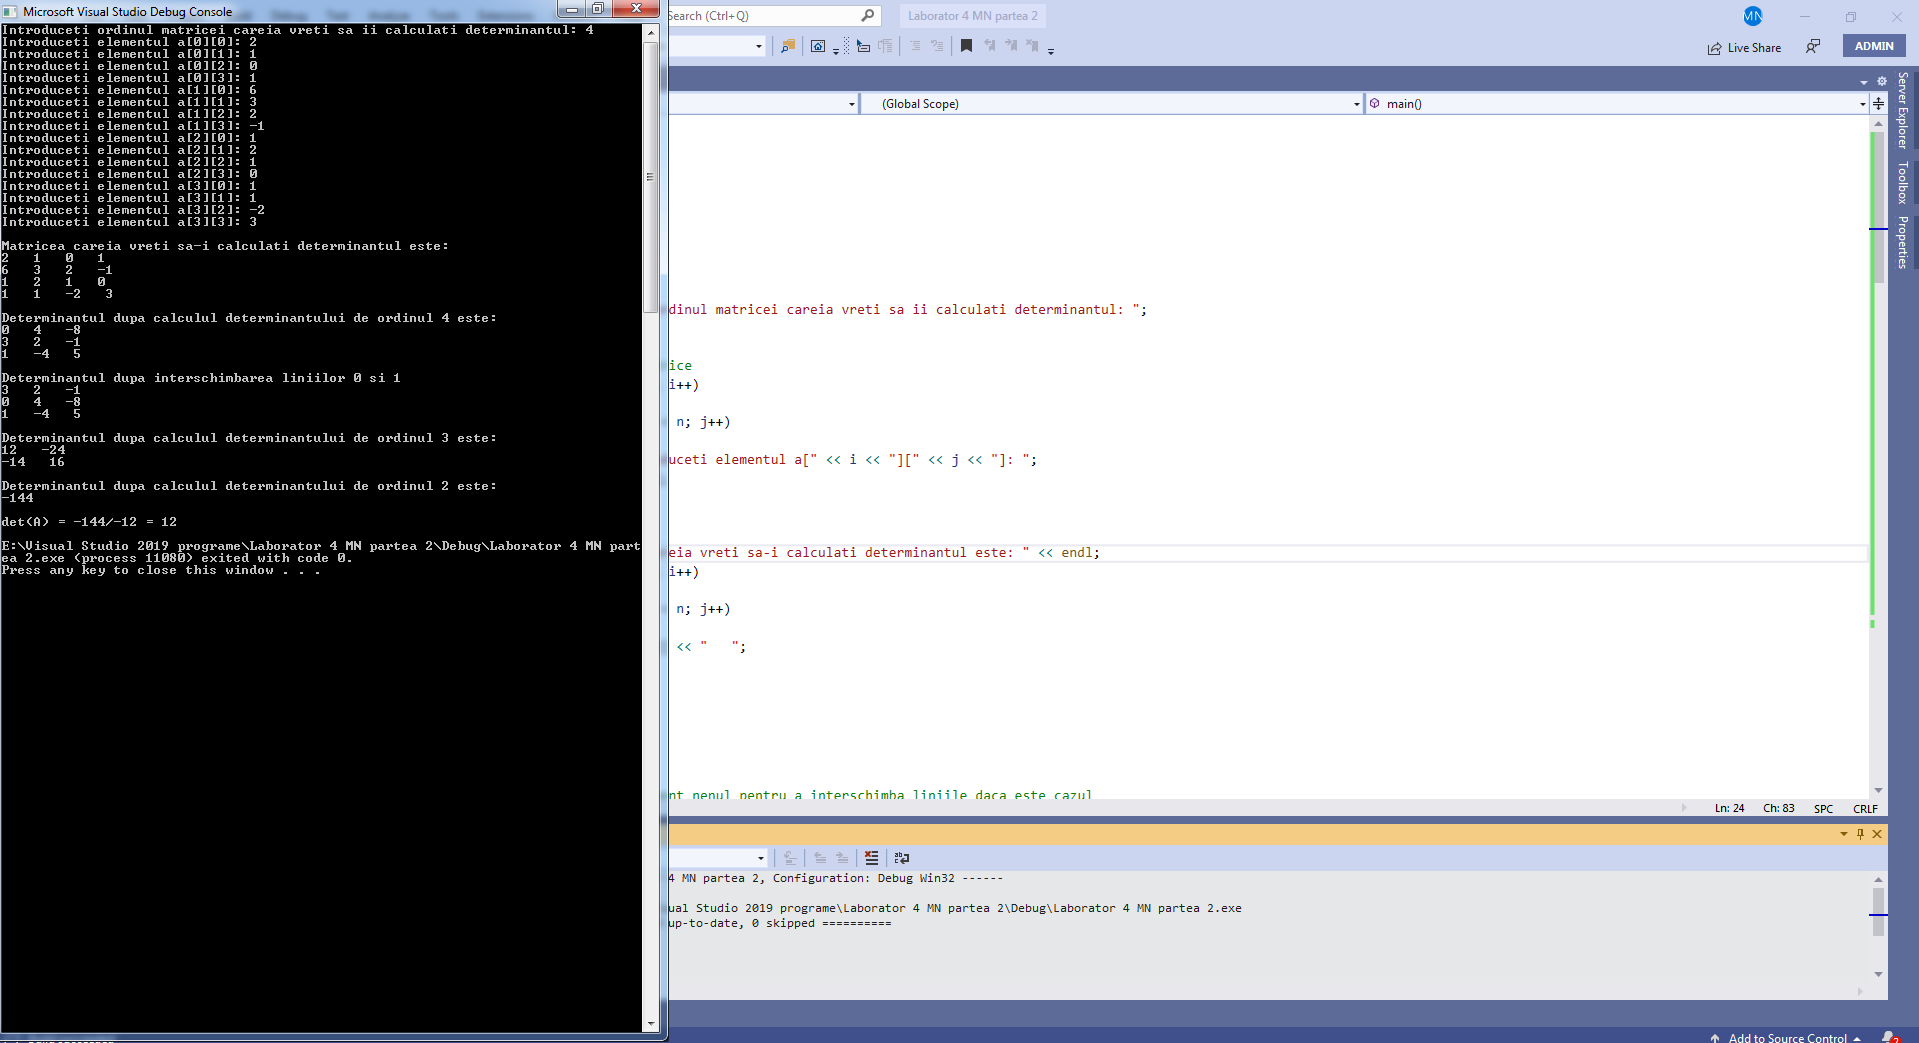 Microsoft Visual Studio Debug Console
Introduceti ordinul matricei careia vreti sa ii calculati determinantul: 4
Introduceti elementul a[0][0]: 2
Introduceti elementul a[0][1]: 1
Introduceti elementul a[0][2]: 0
Introduceti elementul a[0][3]: 1
Introduceti elementul a[1][0]: 6
Introduceti elementul a[1][1]: 3
Introduceti elementul a[1][2]: 2
Introduceti elementul a[1][3]: -1
Introduceti elementul a[2][0]: 1
Introduceti elementul a[2][1]: 2
Introduceti elementul a[2][2]: 1
Introduceti elementul a[2][3]: 0
Introduceti elementul a[3][0]: 1
Introduceti elementul a[3][1]: 1
Introduceti elementul a[3][2]: -2
Introduceti elementul a[3][3]: 3
Matricea careia vreti sa-i calculati determinantul este:
2   1   0   1
6   3   2   -1
1   2   1   0
1   1   -2   3
Determinantul dupa calculul determinantului de ordinul 4 este:
0   4   -8
3   2   -1
1   -4   5
Determinantul dupa interschimbarea liniilor 0 si 1
3   2   -1
0   4   -8
1   -4   5
Determinantul dupa calculul determinantului de ordinul 3 este:
12   -24
-14   16
Determinantul dupa calculul determinantului de ordinul 2 este:
-144
det(A) = -144/-12 = 12
E:\Visual Studio 2019 programe\Laborator 4 MN partea 2\Debug\Laborator 4 MN part
ea 2.exe (process 11080) exited with code 0.
Press any key to close this window . . .
Search (Ctrl+Q)
Laborator 4 MN partea 2
MN
Live Share
ADMIN
(Global Scope)
main()
Server Explorer
Toolbox
Properties
dinul matricei careia vreti sa ii calculati determinantul: ";
ice
i++)
n; j++)
uceti elementul a[" << i << "][" << j << "]: ";
eia vreti sa-i calculati determinantul este: " << endl;
i++)
n; j++)
<< "   ";
nt nenul pentru a interschimba liniile daca este cazul
Ln: 24
Ch: 83
SPC
CRLF
4 MN partea 2, Configuration: Debug Win32 ------
ual Studio 2019 programe\Laborator 4 MN partea 2\Debug\Laborator 4 MN partea 2.exe
up-to-date, 0 skipped ==========
Add to Source Control
2